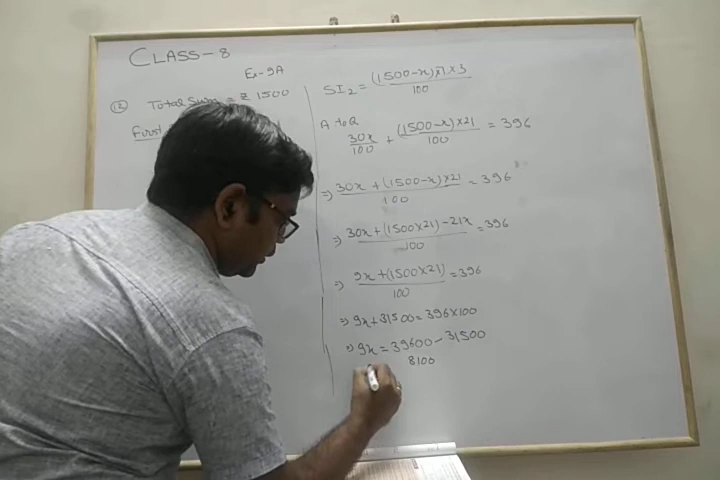 CLASS-8
Ex-9A
(12) Total Sum = ₹ 1500
First
SI₂ = (1500-x)×7×3/100
A to Q
30x/100 + (1500-x)×21/100 = 396
⇒ 30x+(1500-x)×21/100 = 396
⇒ 30x+(1500×21)-21x/100 = 396
⇒ 9x+(1500×21)/100 = 396
⇒ 9x+31500 = 396×100
⇒ 9x = 39600-31500
8100